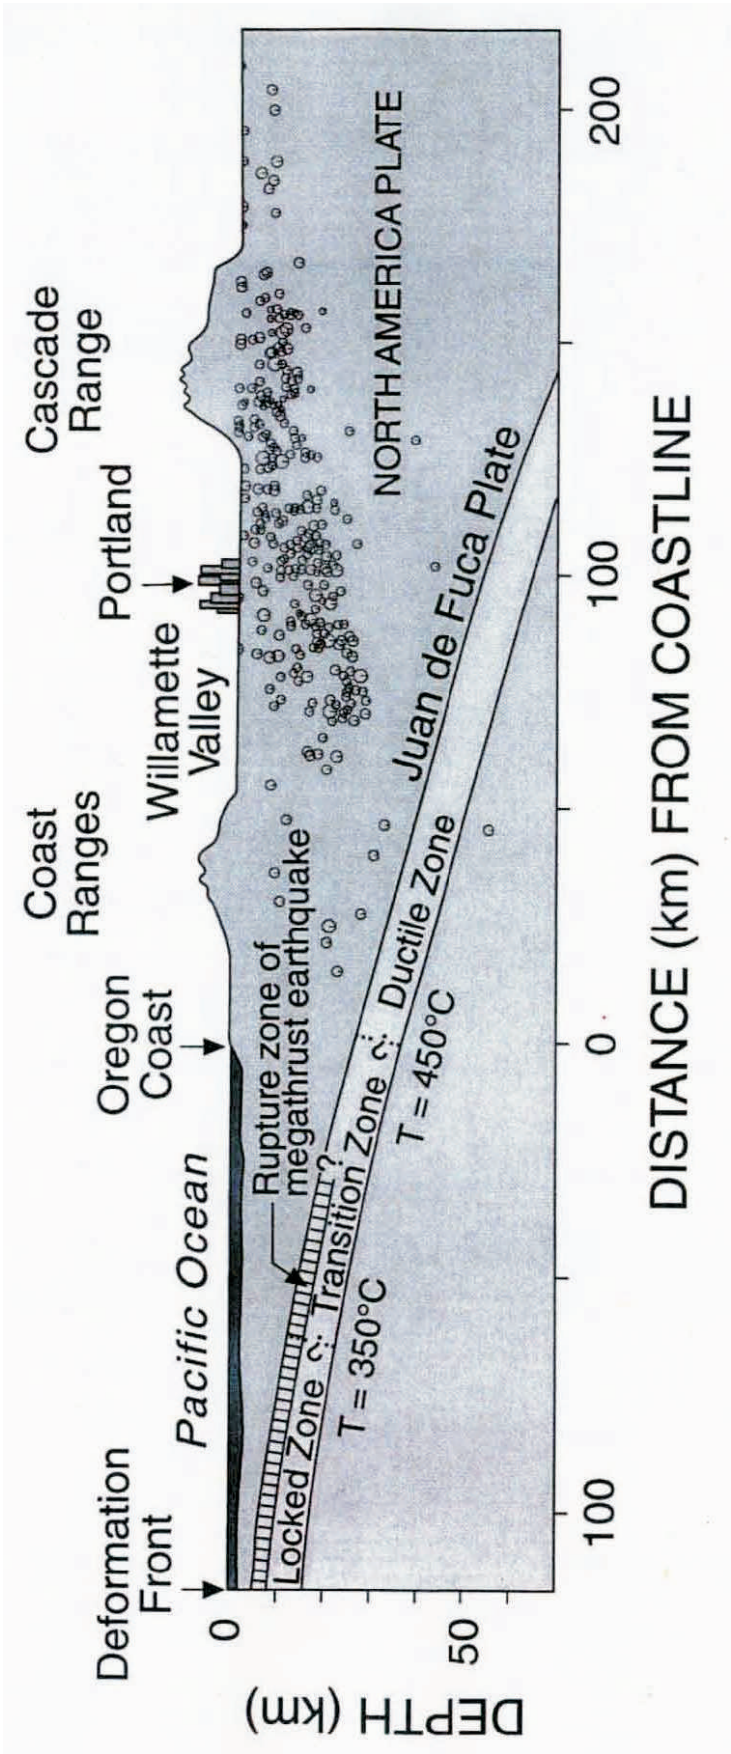 Deformation
Front
Pacific Ocean
Oregon
Coast
Coast
Ranges
Willamette
Valley
Portland
Cascade
Range
Rupture zone of
megathrust earthquake
NORTH AMERICA PLATE
Juan de Fuca Plate
Locked Zone ? Transition Zone ? Ductile Zone
?
T = 350°C
T = 450°C
DEPTH (km)
0
50
100
0
100
200
DISTANCE (km) FROM COASTLINE